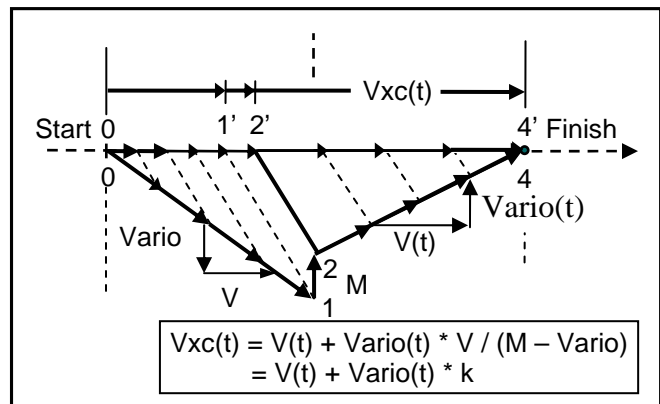 Vxc(t)
Start 0 1' 2' 4' Finish
0 4
Vario V(t) Vario(t)
2 M
V 1
Vxc(t) = V(t) + Vario(t) * V / (M – Vario)
= V(t) + Vario(t) * k